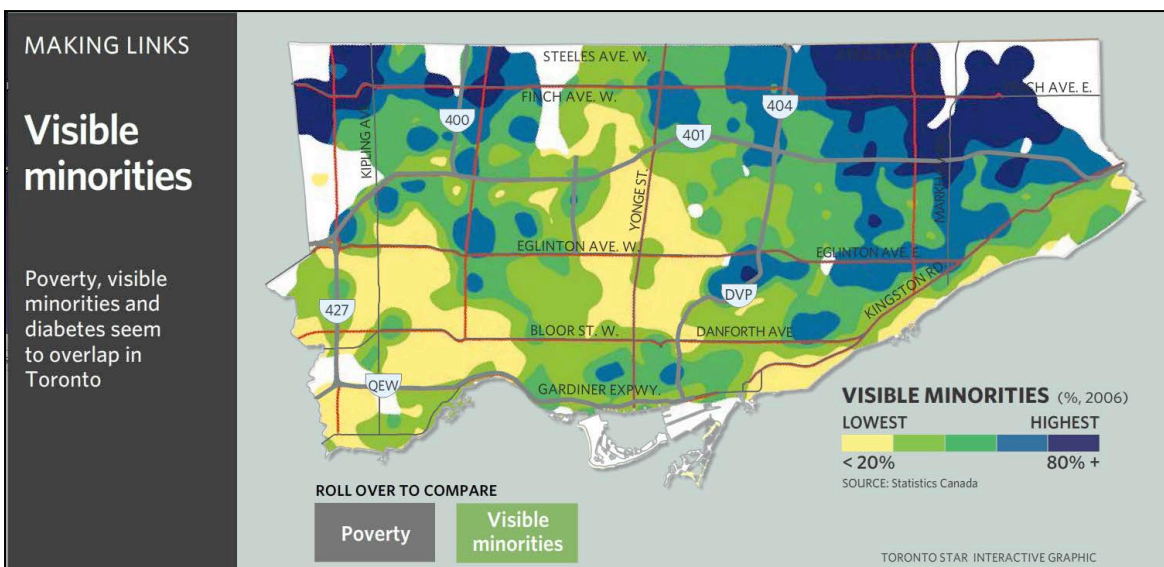 MAKING LINKS
Visible
minorities
Poverty, visible
minorities and
diabetes seem
to overlap in
Toronto
STEELES AVE. W.
FINCH AVE. W.
CH AVE. E.
KIPLING AV
400
401
404
YONGE ST.
EGLINTON AVE. W.
EGLINTON AVE. E.
427
DVP
KINGSTON RD.
BLOOR ST. W.
DANFORTH AVE
QEW
GARDINER EXPWY.
VISIBLE MINORITIES (%, 2006)
LOWEST HIGHEST
< 20% 80% +
SOURCE: Statistics Canada
ROLL OVER TO COMPARE
Poverty
Visible
minorities
TORONTO STAR INTERACTIVE GRAPHIC